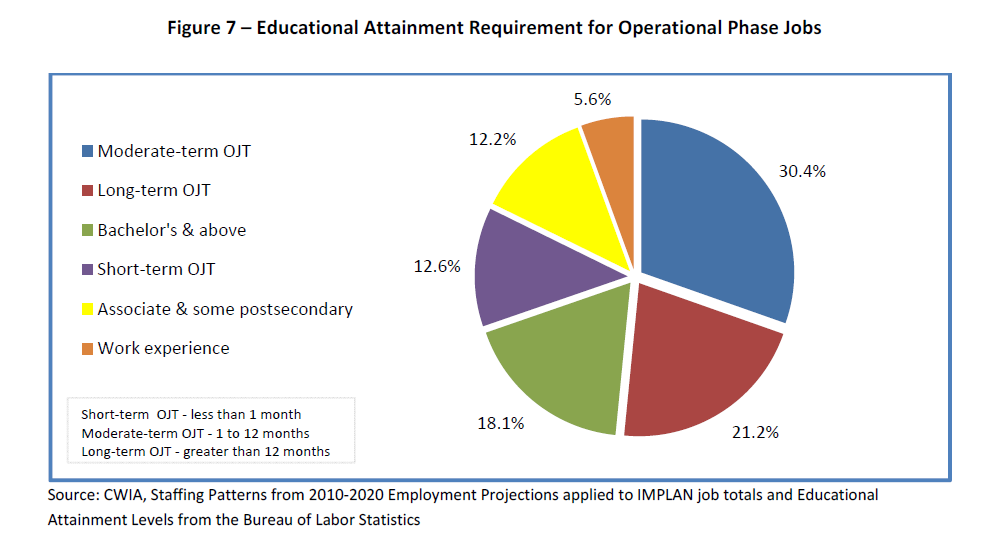 Figure 7 – Educational Attainment Requirement for Operational Phase Jobs
5.6%
12.2%
30.4%
12.6%
18.1%
21.2%
Moderate-term OJT
Long-term OJT
Bachelor's & above
Short-term OJT
Associate & some postsecondary
Work experience
Short-term OJT - less than 1 month
Moderate-term OJT - 1 to 12 months
Long-term OJT - greater than 12 months
Source: CWIA, Staffing Patterns from 2010-2020 Employment Projections applied to IMPLAN job totals and Educational
Attainment Levels from the Bureau of Labor Statistics